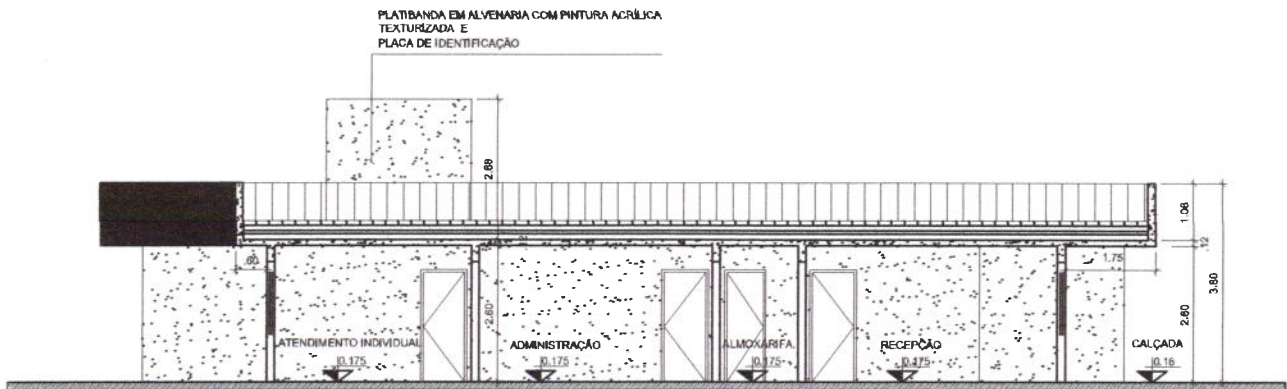 PLATIBANDA EM ALVENARIA COM PINTURA ACRÍLICA
TEXTURIZADA E
PLACA DE IDENTIFICAÇÃO
2.68
1.06
.12
.60
1.75
3.80
2.60
2.60
ATENDIMENTO INDIVIDUAL
0.175
ADMINISTRAÇÃO
0.175
ALMOXARIFA.
0.175
RECEPÇÃO
0.175
CALÇADA
0.16